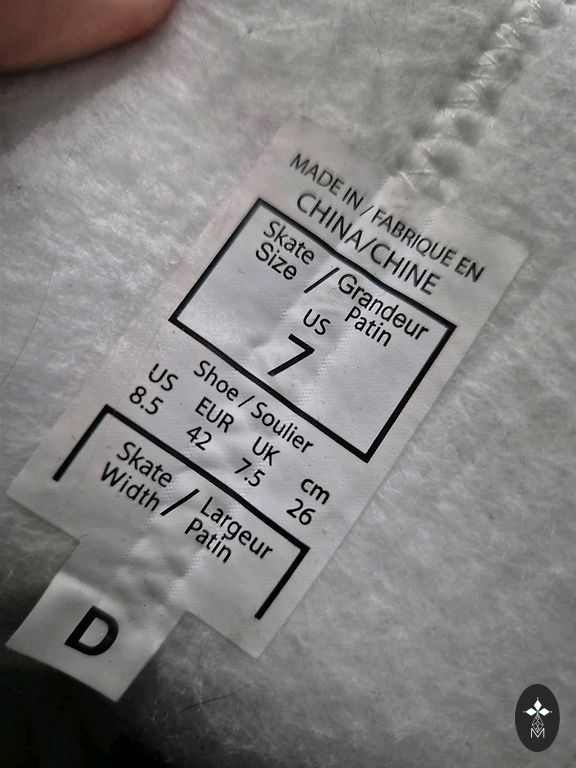 MADE IN / FABRIQUE EN
CHINA/CHINE
Skate / Grandeur
Size Patin
US
7
Shoe / Soulier
US EUR UK cm
8.5 42 7.5 26
Skate / Largeur
Width Patin
D
M